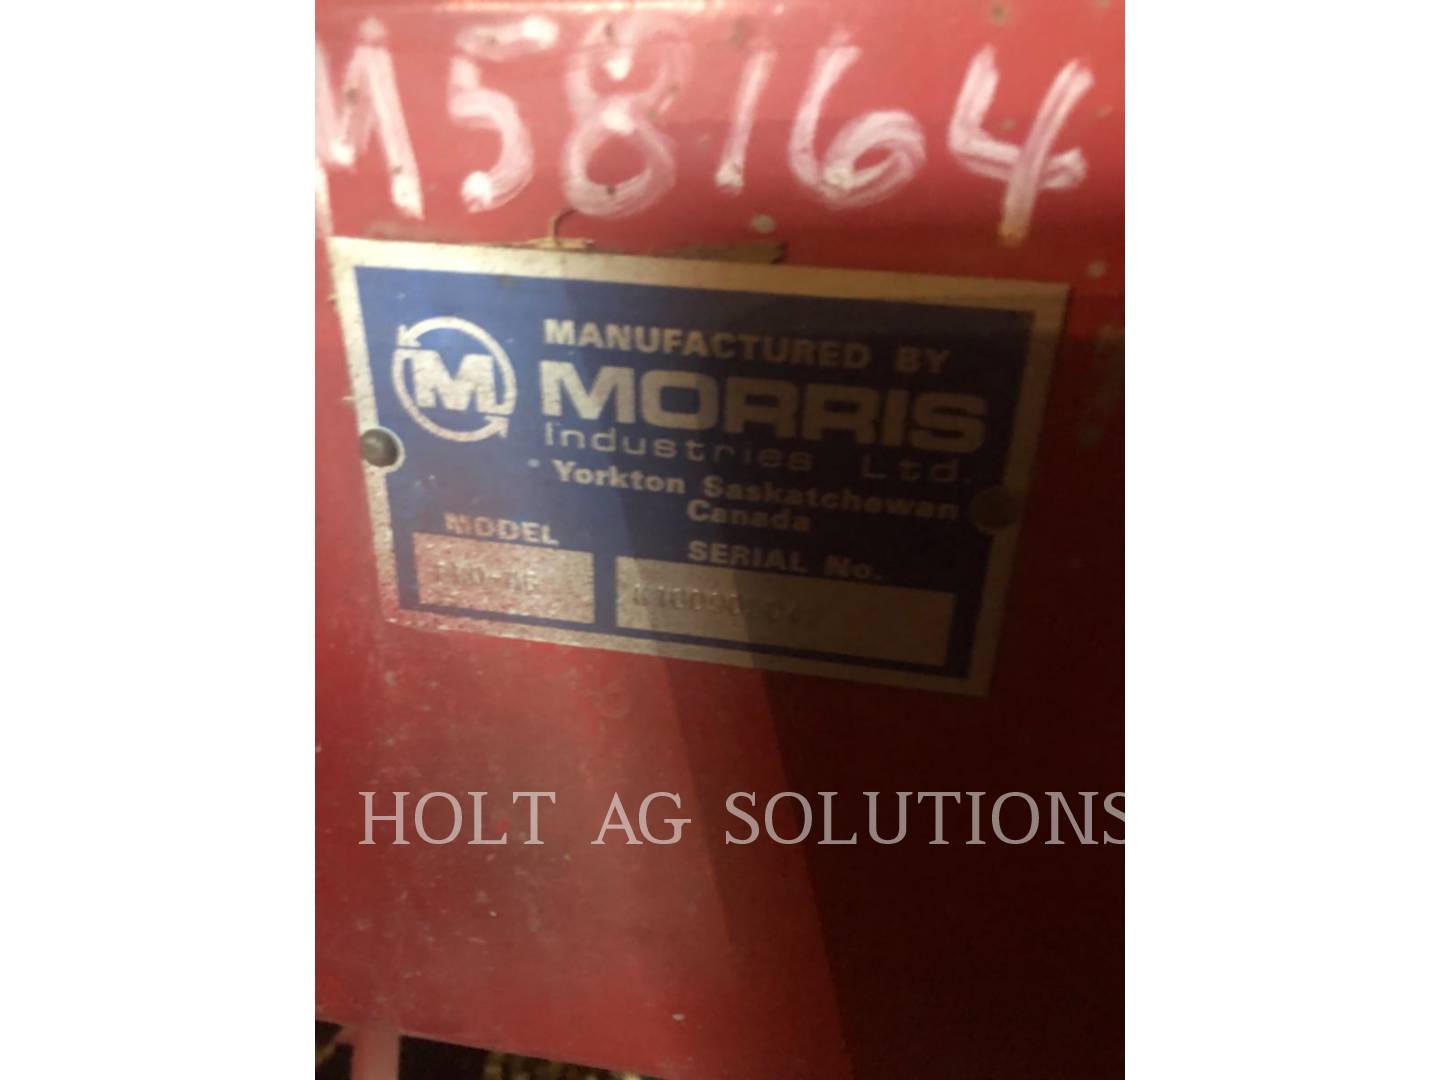 M58164
M
MANUFACTURED BY
MORRIS
Industries Ltd.
Yorkton Saskatchewan
Canada
MODEL
SERIAL No.
HOLT AG SOLUTIONS